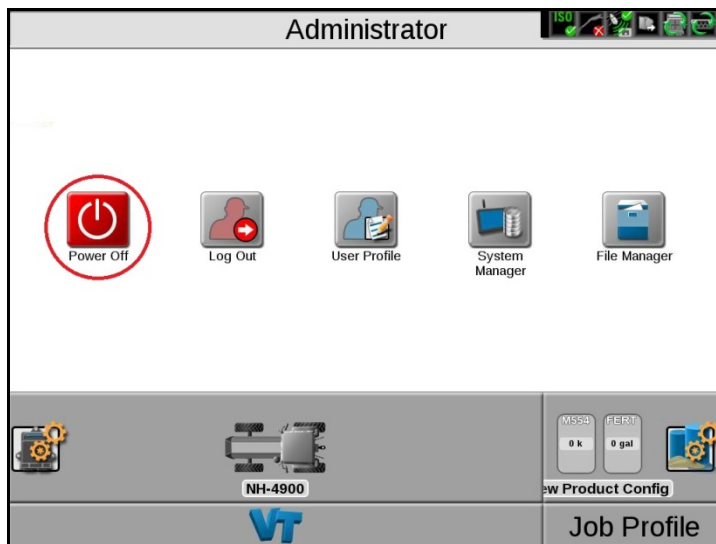 Administrator
ISO
Power Off
Log Out
User Profile
System
Manager
File Manager
M554
FERT
0 k
0 gal
NH-4900
ew Product Config
VT
Job Profile